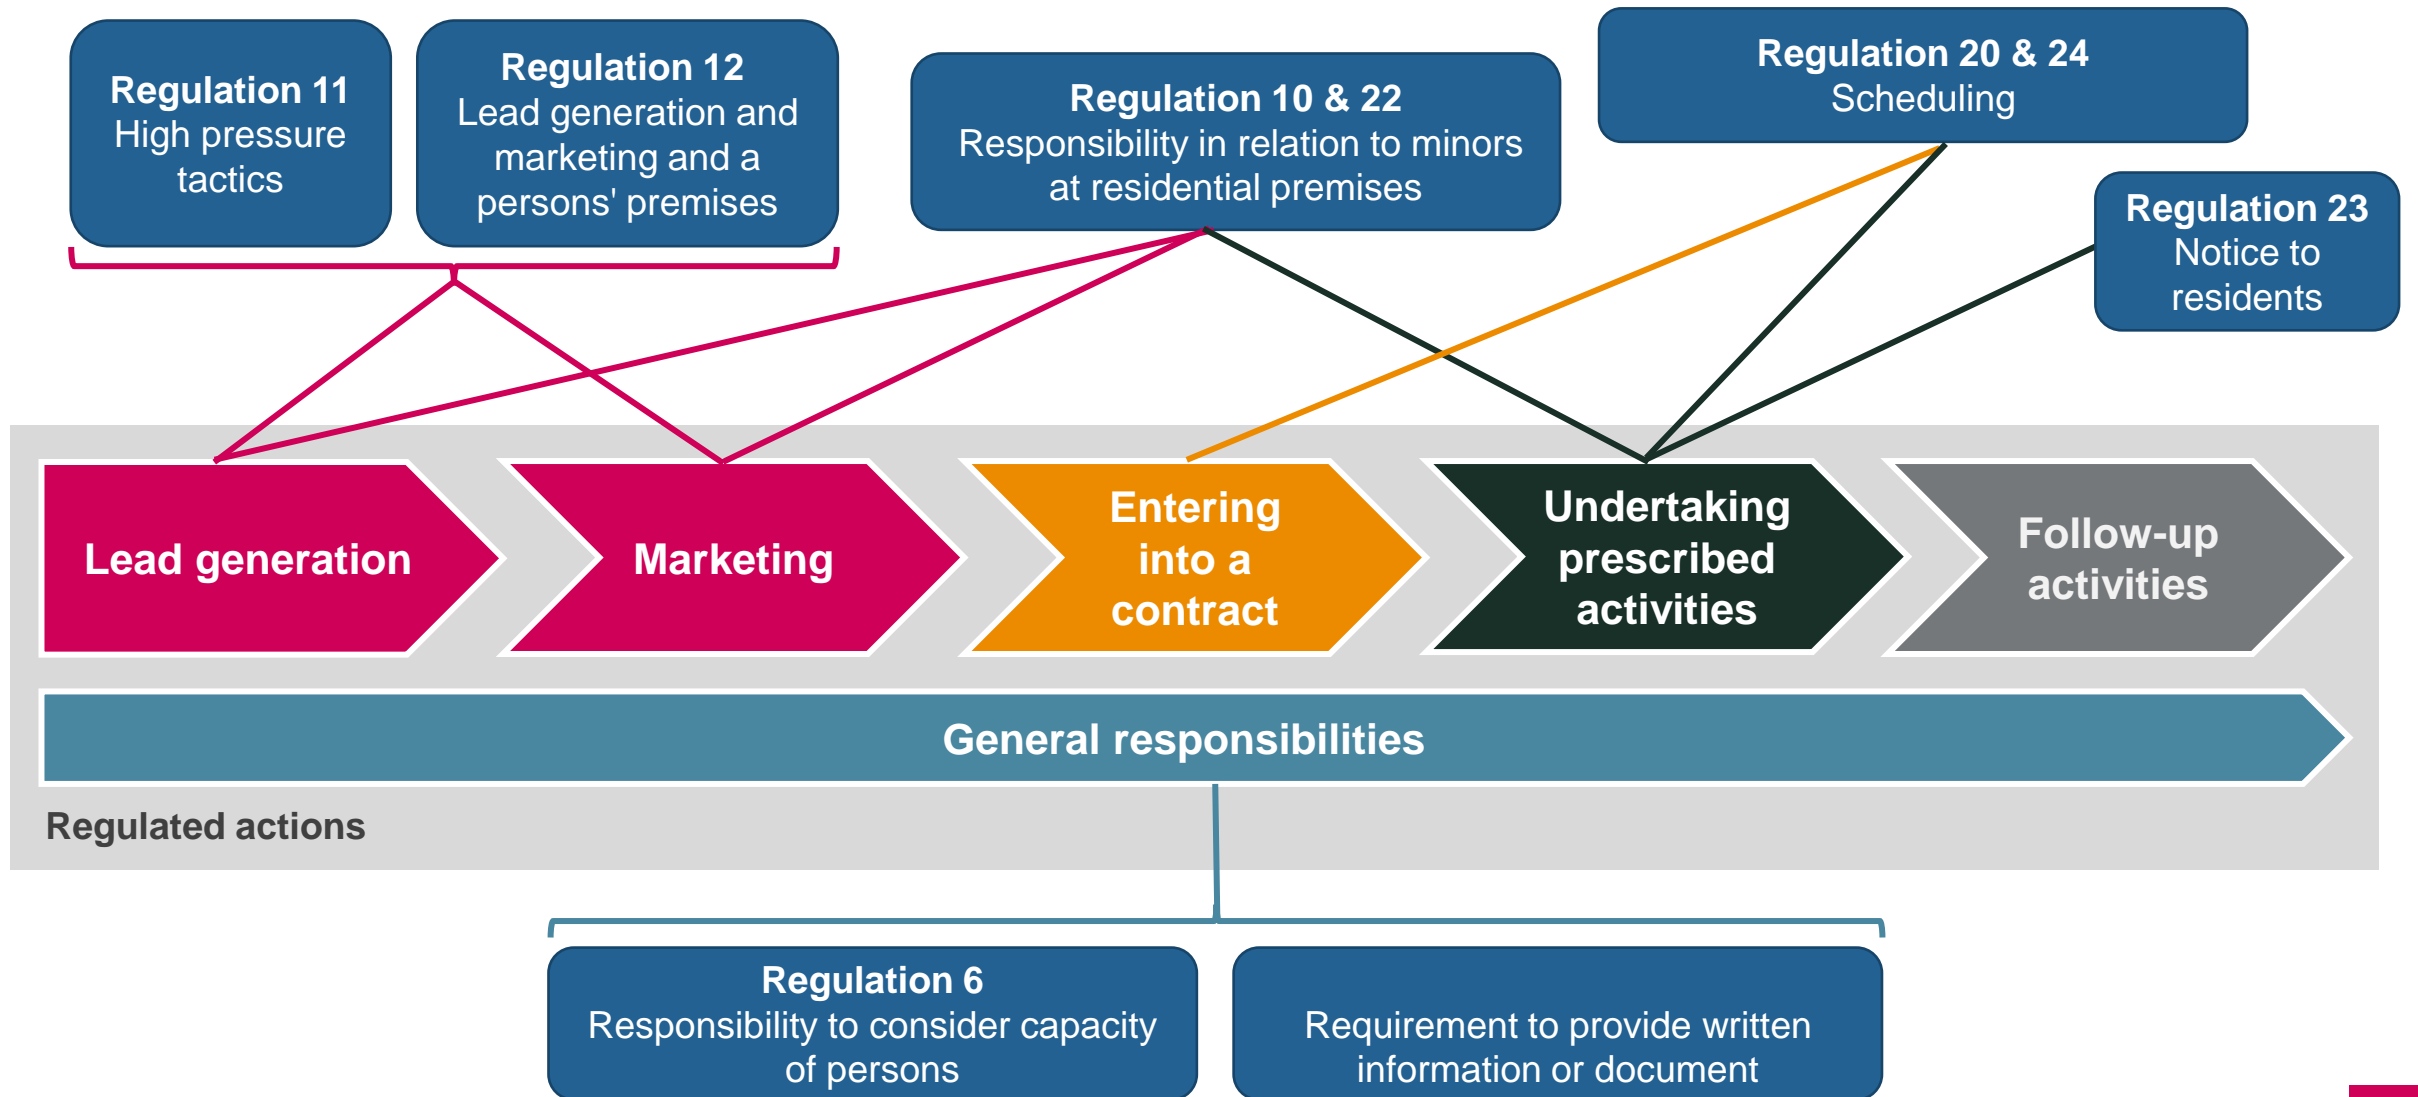 Regulation 11
High pressure
tactics
Regulation 12
Lead generation and
marketing and a
persons' premises
Regulation 10 & 22
Responsibility in relation to minors
at residential premises
Regulation 20 & 24
Scheduling
Regulation 23
Notice to
residents
Lead generation
Marketing
Entering
into a
contract
Undertaking
prescribed
activities
Follow-up
activities
General responsibilities
Regulated actions
Regulation 6
Responsibility to consider capacity
of persons
Requirement to provide written
information or document